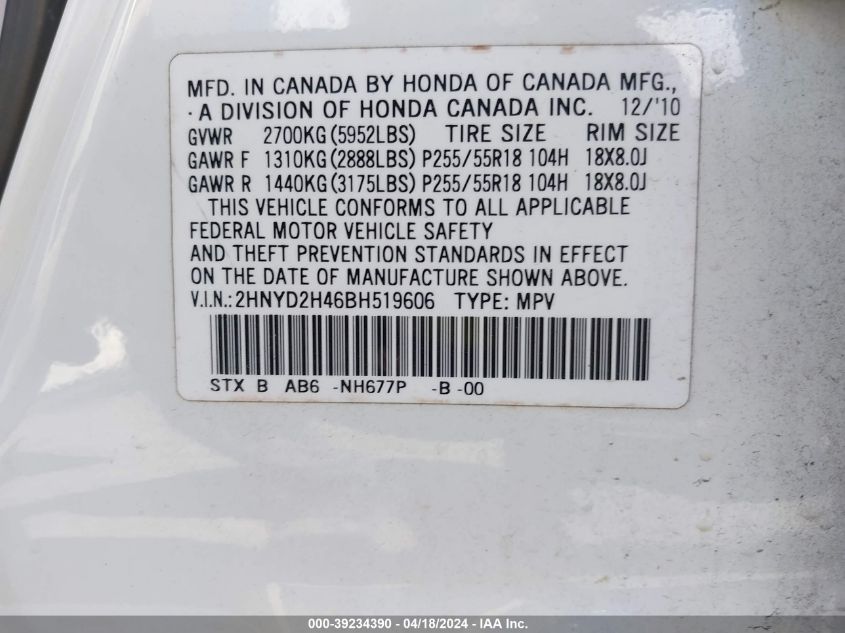 MFD. IN CANADA BY HONDA OF CANADA MFG.,
· A DIVISION OF HONDA CANADA INC. 12/'10
GVWR 2700KG(5952LBS) TIRE SIZE RIM SIZE
GAWR F 1310KG(2888LBS) P255/55R18 104H 18X8.0J
GAWR R 1440KG(3175LBS) P255/55R18 104H 18X8.0J
THIS VEHICLE CONFORMS TO ALL APPLICABLE
FEDERAL MOTOR VEHICLE SAFETY
AND THEFT PREVENTION STANDARDS IN EFFECT
ON THE DATE OF MANUFACTURE SHOWN ABOVE.
V.I.N.:2HNYD2H46BH519606 TYPE: MPV
STX B AB6 -NH677P -B -00
000-39234390 - 04/18/2024 - IAA Inc.